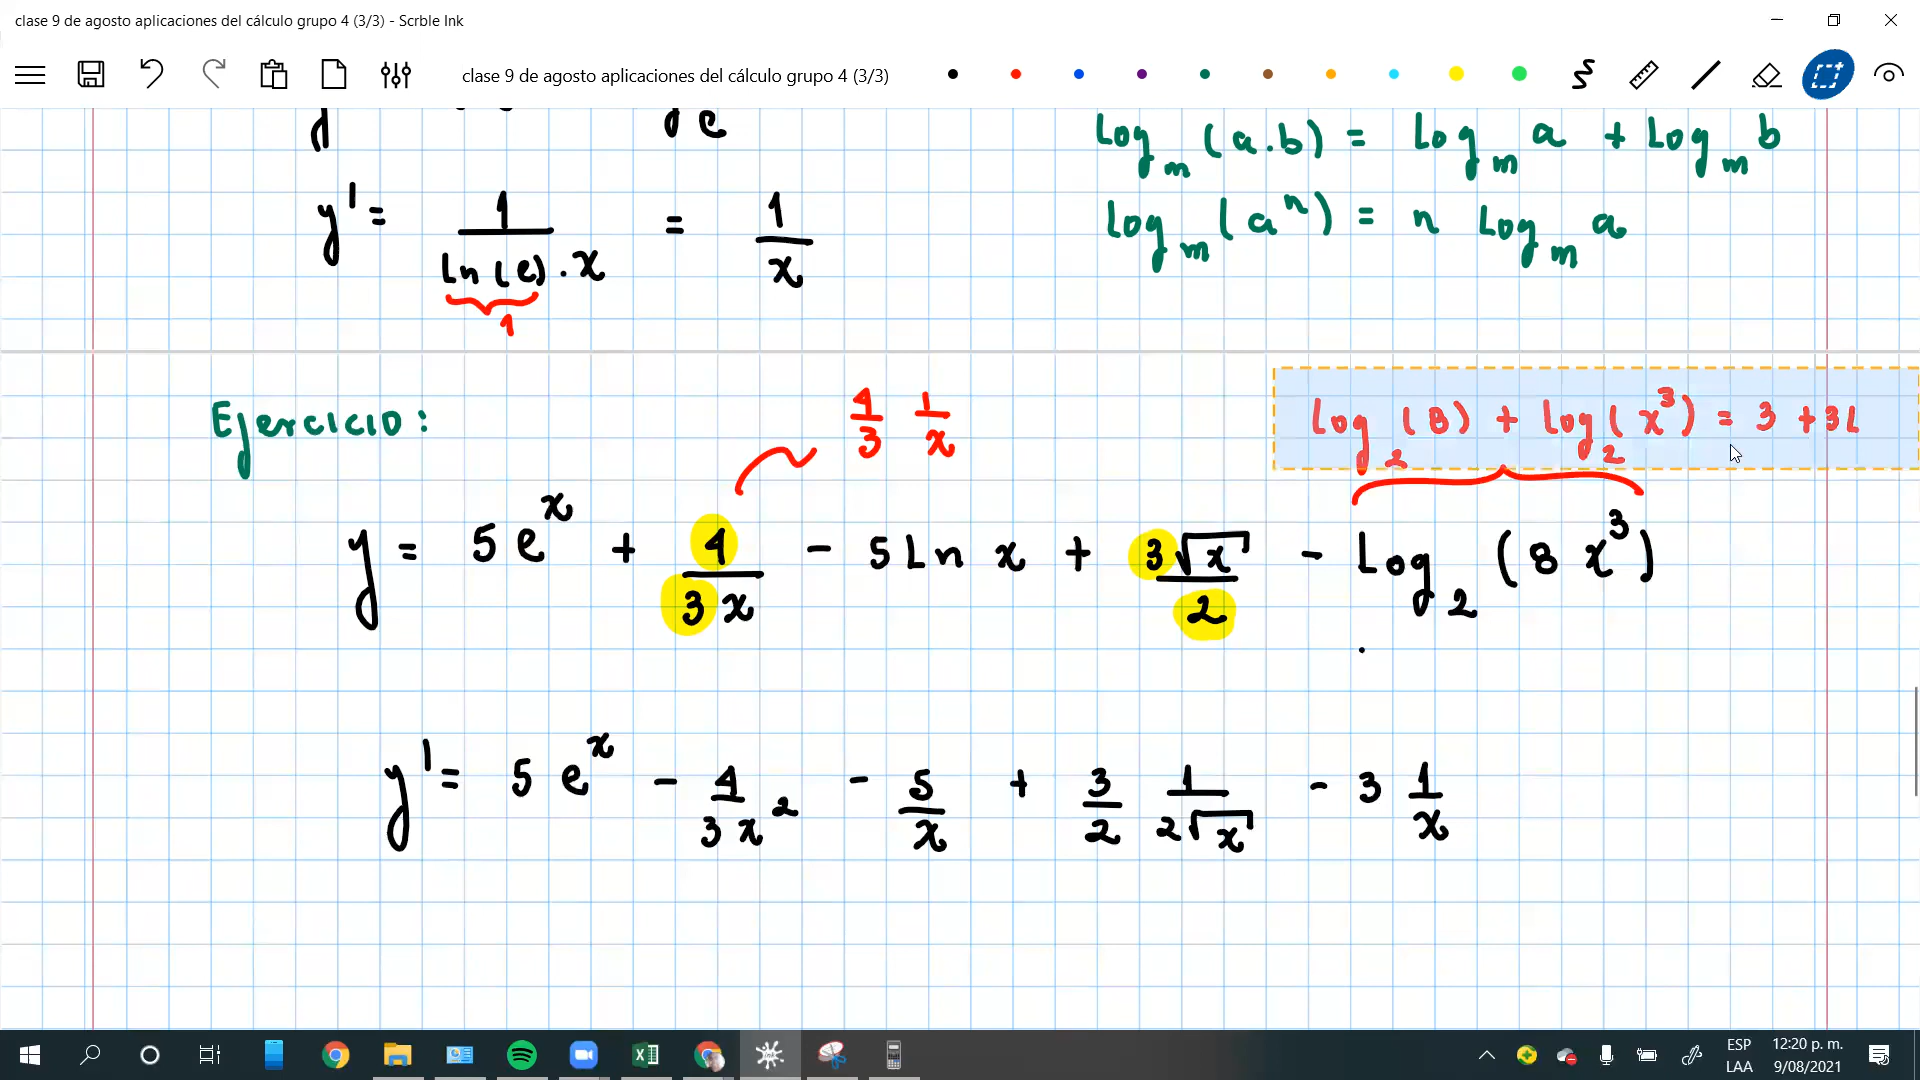 clase 9 de agosto aplicaciones del cálculo grupo 4 (3/3) - Scrble Ink
clase 9 de agosto aplicaciones del cálculo grupo 4 (3/3)
Log_m (a.b) = Log_m a + Log_m b
y' = 1/(Ln(e).x) = 1/x
1
Log_m (a^n) = n Log_m a
Ejercicio:
4/3 1/x
Log_2 (8) + Log_2 (x^3) = 3 + 3L
y = 5e^x + 4/(3x) - 5 Ln x + 3√x/2 - Log_2 (8 x^3)
y' = 5 e^x - 4/(3x^2) - 5/x + 3/2 1/(2√x) - 3 1/x
ESP
LAA
12:20 p. m.
9/08/2021